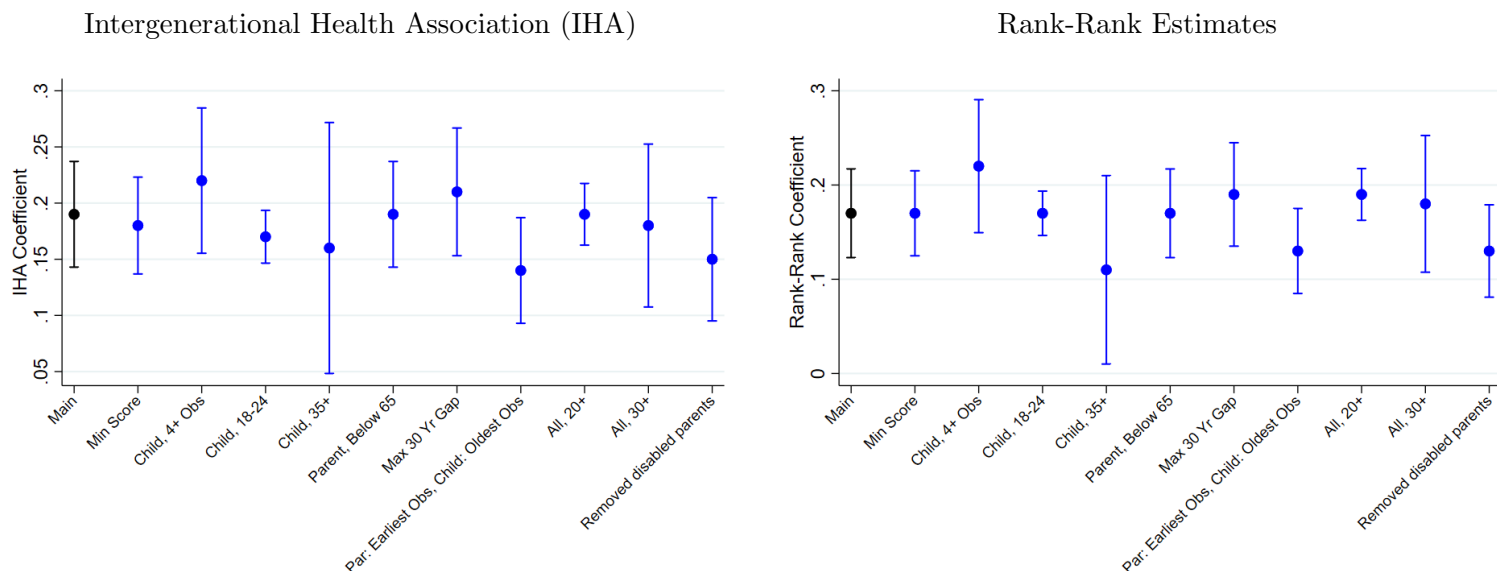 Intergenerational Health Association (IHA)
IHA Coefficient
.3
.25
.2
.15
.1
.05
Main
Min Score
Child, 4+ Obs
Child, 18-24
Child, 35+
Parent, Below 65
Max 30 Yr Gap
Par: Earliest Obs, Child: Oldest Obs
All, 20+
All, 30+
Removed disabled parents
Rank-Rank Estimates
Rank-Rank Coefficient
.3
.2
.1
0
Main
Min Score
Child, 4+ Obs
Child, 18-24
Child, 35+
Parent, Below 65
Max 30 Yr Gap
Par: Earliest Obs, Child: Oldest Obs
All, 20+
All, 30+
Removed disabled parents